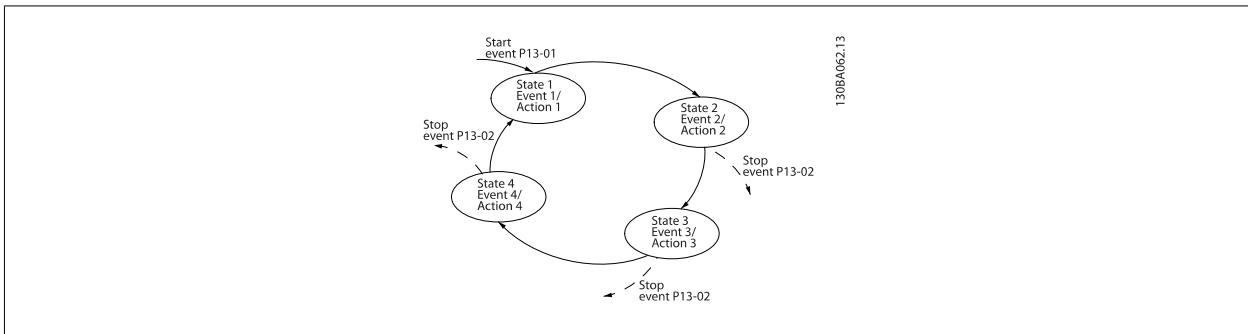 Start
event P13-01
130BA062.13
State 1
Event 1/
Action 1
State 2
Event 2/
Action 2
Stop
event P13-02
Stop
event P13-02
State 4
Event 4/
Action 4
State 3
Event 3/
Action 3
Stop
event P13-02